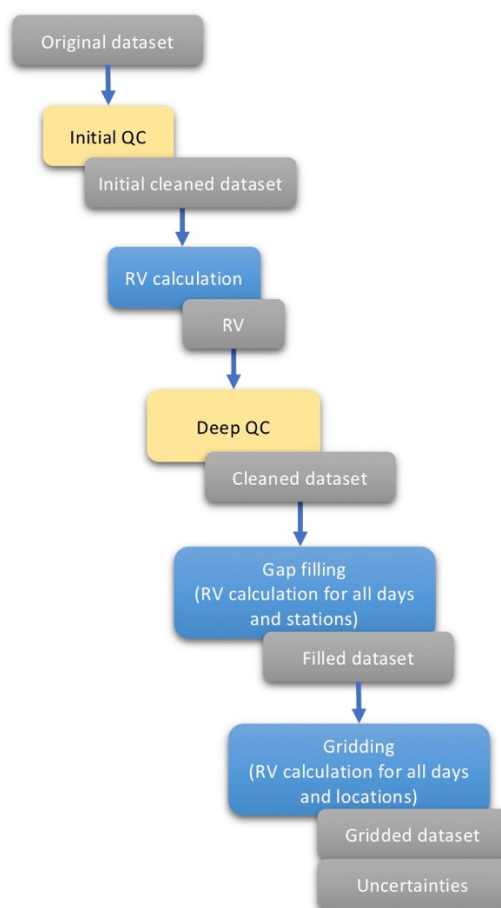 Original dataset
Initial QC
Initial cleaned dataset
RV calculation
RV
Deep QC
Cleaned dataset
Gap filling
(RV calculation for all days
and stations)
Filled dataset
Gridding
(RV calculation for all days
and locations)
Gridded dataset
Uncertainties